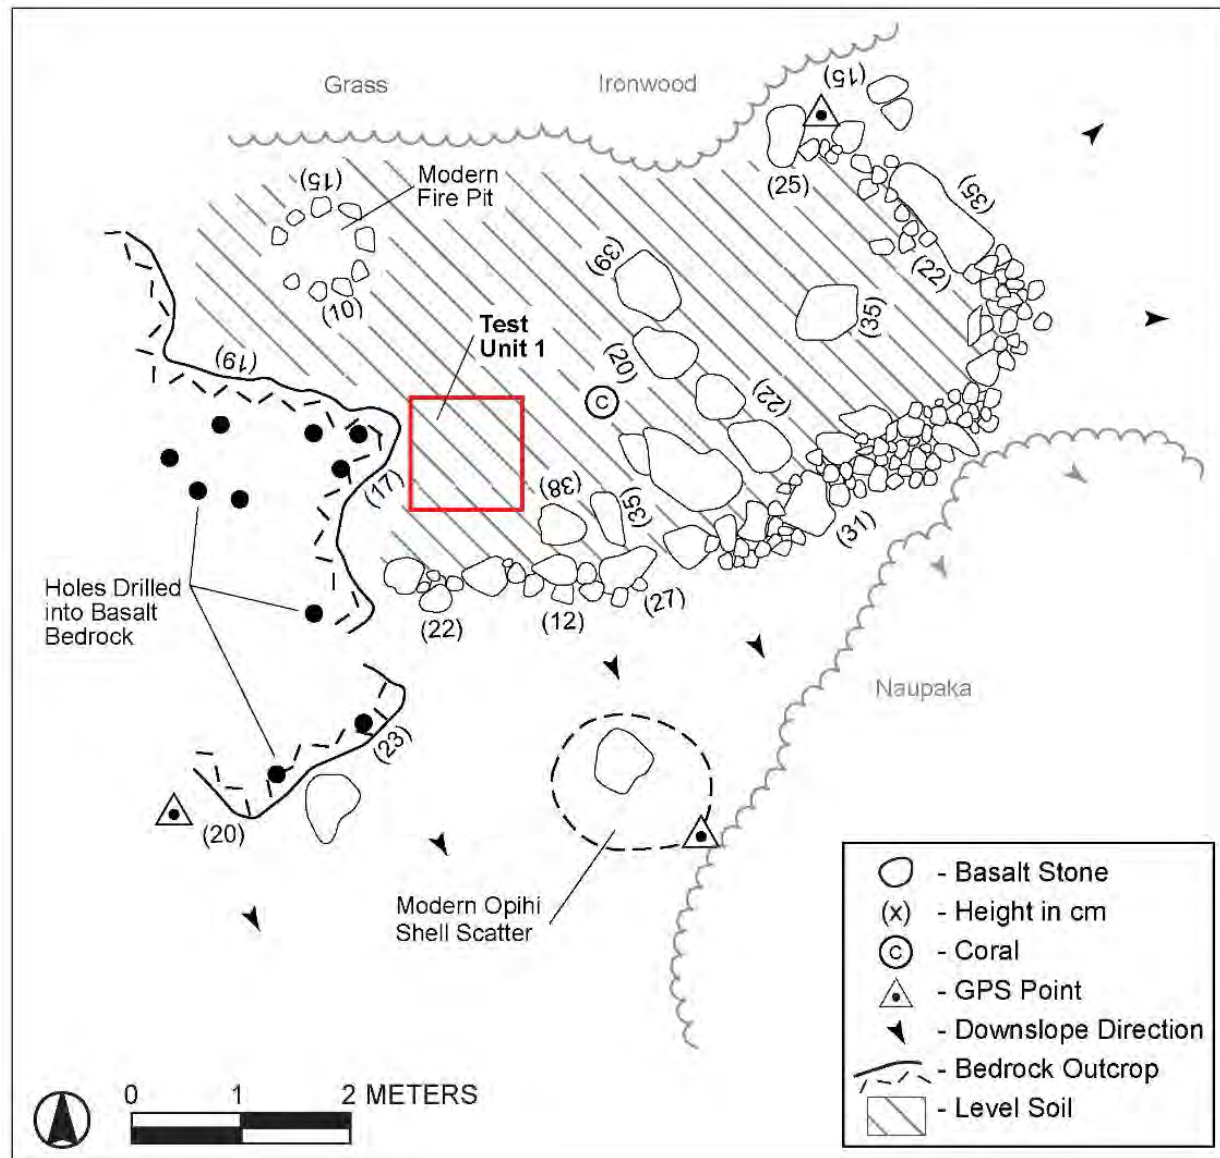 Grass
Ironwood
(15)
(25)
(35)
(22)
(15)
Modern
Fire Pit
(10)
(39)
(35)
Test
Unit 1
(20)
(19)
C
(22)
(17)
(38)
(35)
(31)
Holes Drilled
into Basalt
Bedrock
(22)
(12)
(27)
Naupaka
(23)
(20)
Modern Opihi
Shell Scatter
- Basalt Stone
(x) - Height in cm
C - Coral
- GPS Point
- Downslope Direction
- Bedrock Outcrop
- Level Soil
0 1 2 METERS